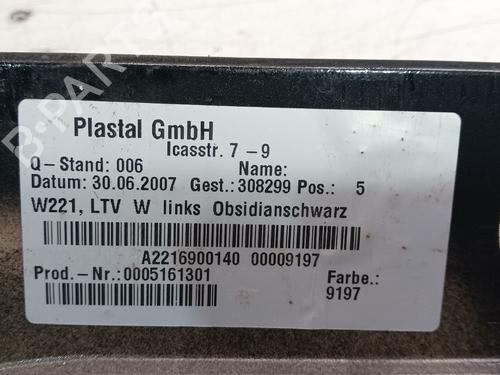 Plastal GmbH
Icasstr. 7 -9
Q-Stand: 006 Name:
Datum: 30.06.2007 Gest.:308299 Pos.: 5
W221, LTV W links Obsidianschwarz
A2216900140 00009197
Prod.-Nr.:0005161301 Farbe.:
9197
B-PARTS